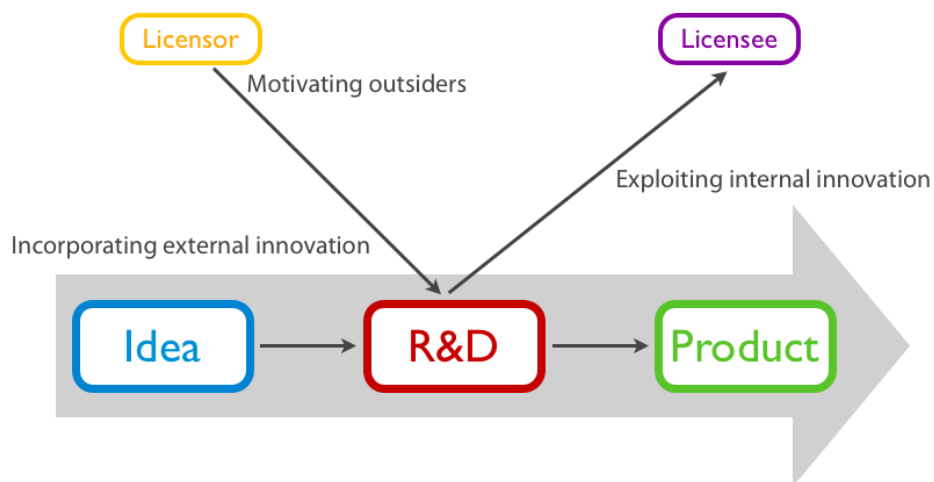 Licensor
Licensee
Motivating outsiders
Exploiting internal innovation
Incorporating external innovation
Idea
R&D
Product